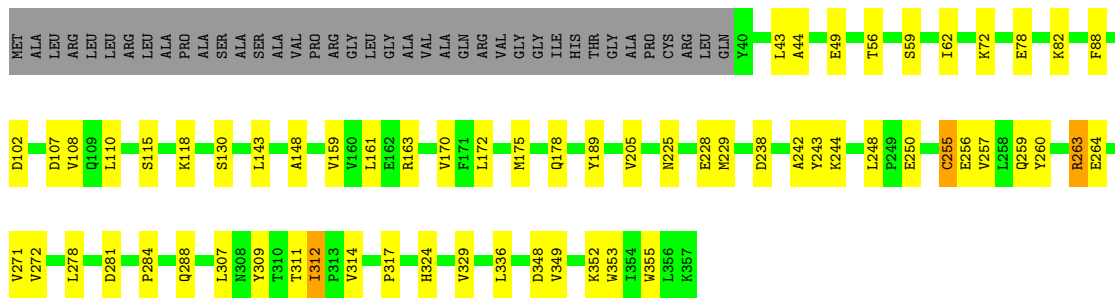 MET ALA LEU ARG LEU LEU LEU ARG LEU ALA PRO ALA SER ALA SER ALA VAL PRO ARG GLY LEU GLY ALA VAL ALA GLN ARG VAL GLY GLY ILE HIS THR GLY ALA PRO CYS ARG LEU GLN Y40 L43 A44 E49 T56 S59 I62 K72 E78 K82 F88
D102 D107 V108 Q109 L110 S115 K118 S130 L143 A148 V159 V160 L161 E162 R163 V170 F171 L172 M175 Q178 Y189 V205 N225 E228 M229 D238 A242 Y243 K244 L248 P249 E250 C255 E256 V257 L258 Q259 Y260 R263 E264
V271 V272 L278 D281 P284 Q288 L307 N308 Y309 T310 T311 I312 P313 V314 P317 H324 V329 L336 D348 V349 K352 W353 I354 W355 L356 K357